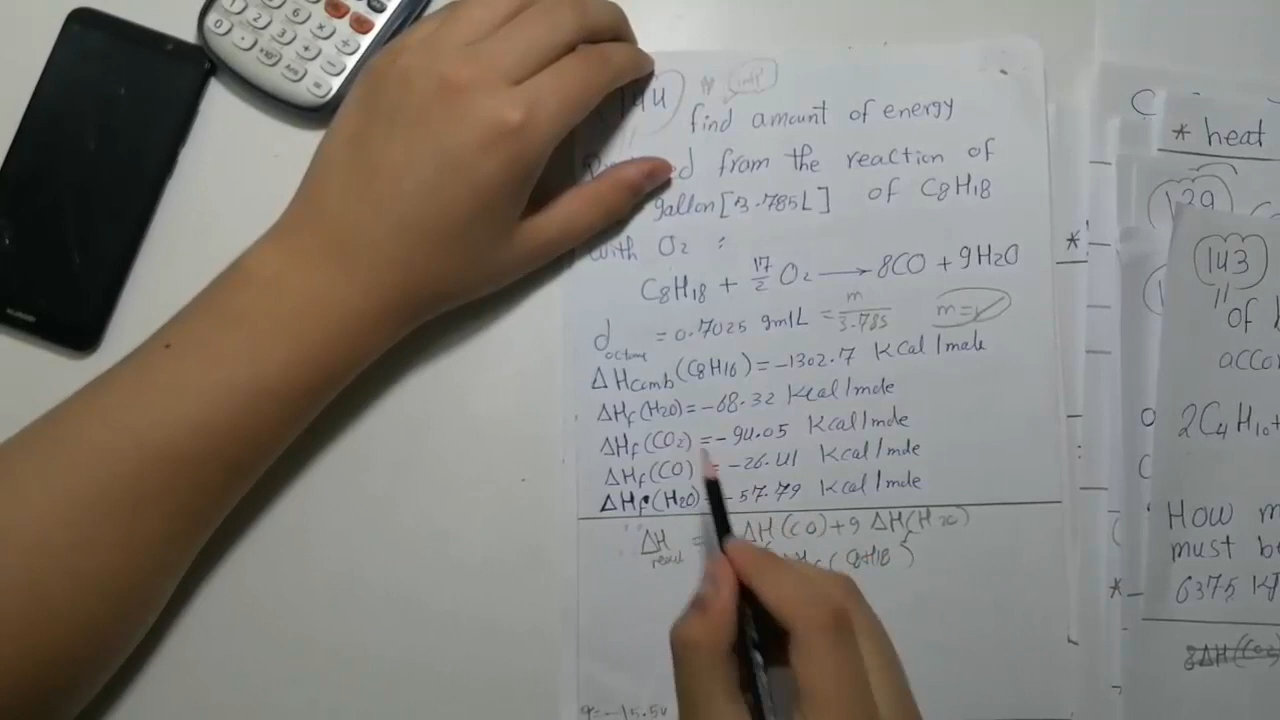 find amount of energy
from the reaction of
gallon [3.785L] of C8H18
with O2 :
C8H18 + 17/2 O2 → 8CO + 9H2O
d octane = 0.7025 gm/L = m/3.785 m=
ΔHcomb(C8H18) = -1302.7 Kcal/mole
ΔHf(H2O) = -68.32 Kcal/mole
ΔHf(CO2) = -94.05 Kcal/mole
ΔHf(CO) = -26.41 Kcal/mole
ΔHf(H2O) -57.79 Kcal/mole
ΔH = ΔH(CO) + 9 ΔH(H2O)
* heat
129
*
143
of
acco
2C4H10+
How m
must b
*
6375 KJ